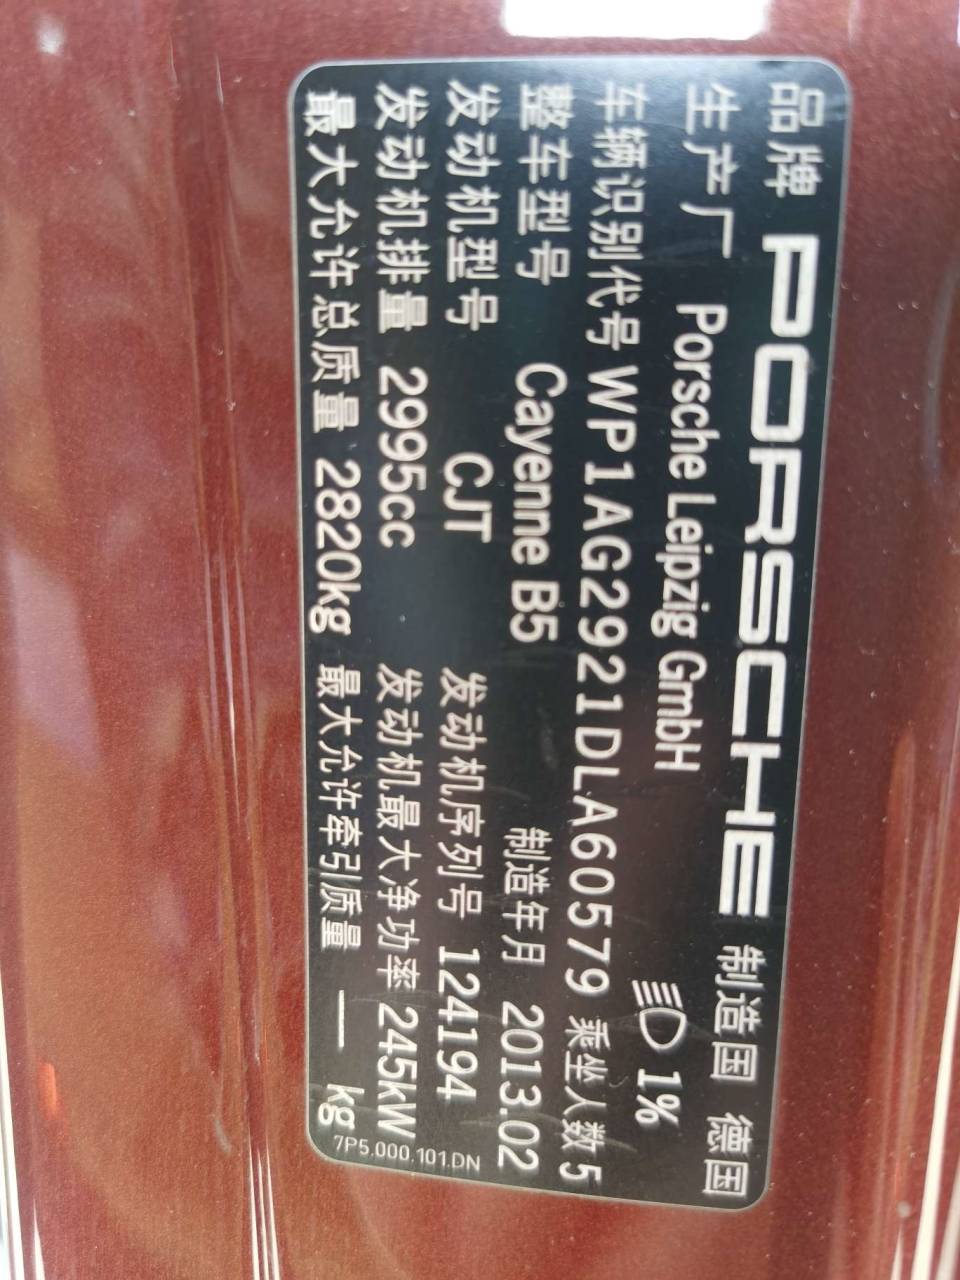 品牌 PORSCHE 制造国 德国
生产厂 Porsche Leipzig GmbH 1%
车辆识别代号 WP1AG2921DLA60579 乘坐人数 5
整车型号 Cayenne B5 制造年月 2013.02
发动机型号 CJT 发动机序列号 124194
发动机排量 2995cc 发动机最大净功率 245kW
最大允许总质量 2820kg 最大允许牵引质量 — kg
7P5.000.101.DN